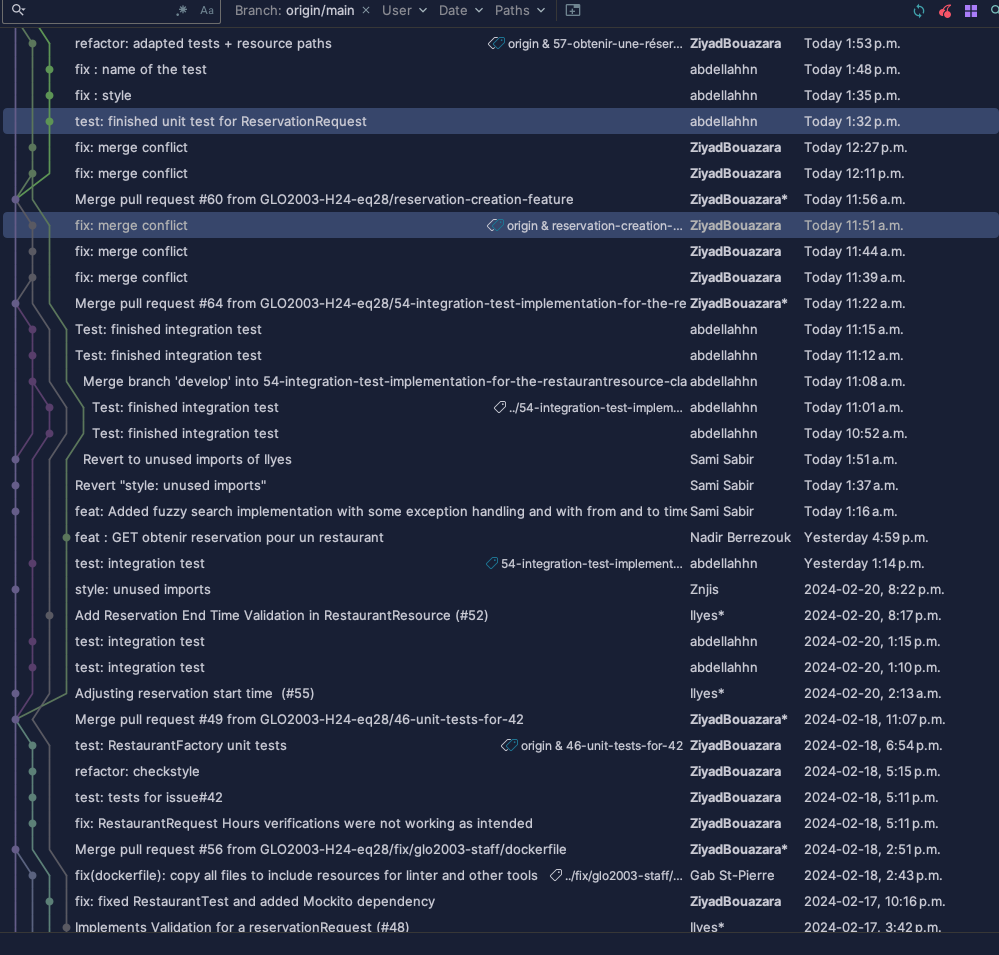 .* Aa Branch: origin/main × User Date Paths
refactor: adapted tests + resource paths origin & 57-obtenir-une-réser... ZiyadBouazara Today 1:53 p.m.
fix : name of the test abdellahhn Today 1:48 p.m.
fix : style abdellahhn Today 1:35 p.m.
test: finished unit test for ReservationRequest abdellahhn Today 1:32 p.m.
fix: merge conflict ZiyadBouazara Today 12:27 p.m.
fix: merge conflict ZiyadBouazara Today 12:11 p.m.
Merge pull request #60 from GLO2003-H24-eq28/reservation-creation-feature ZiyadBouazara* Today 11:56 a.m.
fix: merge conflict origin & reservation-creation-... ZiyadBouazara Today 11:51 a.m.
fix: merge conflict ZiyadBouazara Today 11:44 a.m.
fix: merge conflict ZiyadBouazara Today 11:39 a.m.
Merge pull request #64 from GLO2003-H24-eq28/54-integration-test-implementation-for-the-re ZiyadBouazara* Today 11:22 a.m.
Test: finished integration test abdellahhn Today 11:15 a.m.
Test: finished integration test abdellahhn Today 11:12 a.m.
Merge branch 'develop' into 54-integration-test-implementation-for-the-restaurantresource-cla abdellahhn Today 11:08 a.m.
Test: finished integration test ../54-integration-test-implem... abdellahhn Today 11:01 a.m.
Test: finished integration test abdellahhn Today 10:52 a.m.
Revert to unused imports of Ilyes Sami Sabir Today 1:51 a.m.
Revert "style: unused imports" Sami Sabir Today 1:37 a.m.
feat: Added fuzzy search implementation with some exception handling and with from and to time Sami Sabir Today 1:16 a.m.
feat : GET obtenir reservation pour un restaurant Nadir Berrezouk Yesterday 4:59 p.m.
test: integration test 54-integration-test-implement... abdellahhn Yesterday 1:14 p.m.
style: unused imports Znjis 2024-02-20, 8:22 p.m.
Add Reservation End Time Validation in RestaurantResource (#52) Ilyes* 2024-02-20, 8:17 p.m.
test: integration test abdellahhn 2024-02-20, 1:15 p.m.
test: integration test abdellahhn 2024-02-20, 1:10 p.m.
Adjusting reservation start time (#55) Ilyes* 2024-02-20, 2:13 a.m.
Merge pull request #49 from GLO2003-H24-eq28/46-unit-tests-for-42 ZiyadBouazara* 2024-02-18, 11:07 p.m.
test: RestaurantFactory unit tests origin & 46-unit-tests-for-42 ZiyadBouazara 2024-02-18, 6:54 p.m.
refactor: checkstyle ZiyadBouazara 2024-02-18, 5:15 p.m.
test: tests for issue#42 ZiyadBouazara 2024-02-18, 5:11 p.m.
fix: RestaurantRequest Hours verifications were not working as intended ZiyadBouazara 2024-02-18, 5:11 p.m.
Merge pull request #56 from GLO2003-H24-eq28/fix/glo2003-staff/dockerfile ZiyadBouazara* 2024-02-18, 2:51 p.m.
fix(dockerfile): copy all files to include resources for linter and other tools ../fix/glo2003-staff/... Gab St-Pierre 2024-02-18, 2:43 p.m.
fix: fixed RestaurantTest and added Mockito dependency ZiyadBouazara 2024-02-17, 10:16 p.m.
Implements Validation for a reservationRequest (#48) Ilyes* 2024-02-17, 3:42 p.m.